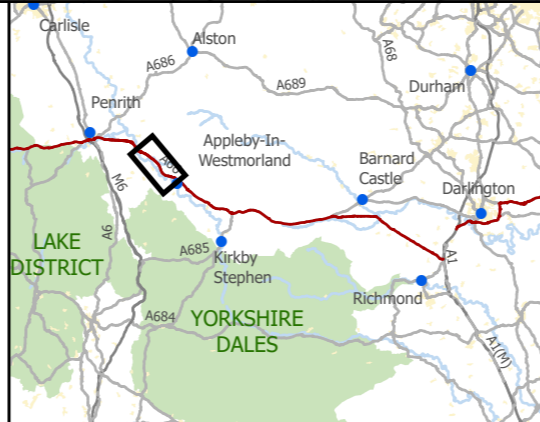 Carlisle
Alston
A686
A68
A689
Durham
Penrith
Appleby-In-
Westmorland
Barnard
Castle
Darlington
A66
M6
A6
LAKE
DISTRICT
A685
Kirkby
Stephen
A1
Richmond
A684
YORKSHIRE
DALES
A1(M)